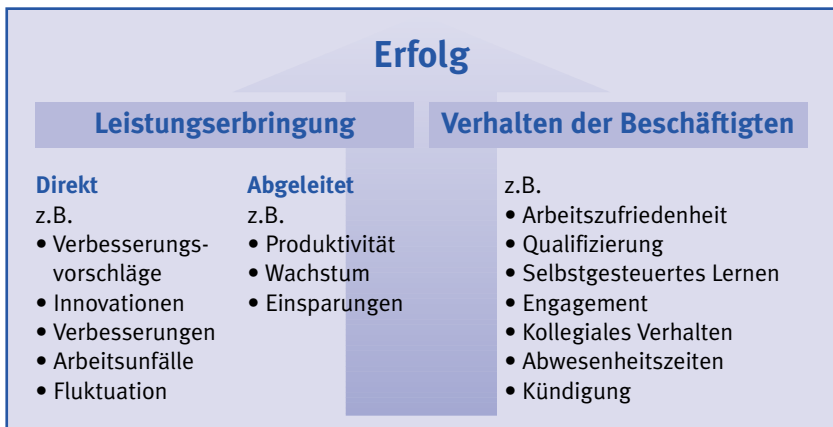 Erfolg
Leistungserbringung
Verhalten der Beschäftigten
Direkt
z.B.
• Verbesserungs-
vorschläge
• Innovationen
• Verbesserungen
• Arbeitsunfälle
• Fluktuation
Abgeleitet
z.B.
• Produktivität
• Wachstum
• Einsparungen
z.B.
• Arbeitszufriedenheit
• Qualifizierung
• Selbstgesteuertes Lernen
• Engagement
• Kollegiales Verhalten
• Abwesenheitszeiten
• Kündigung